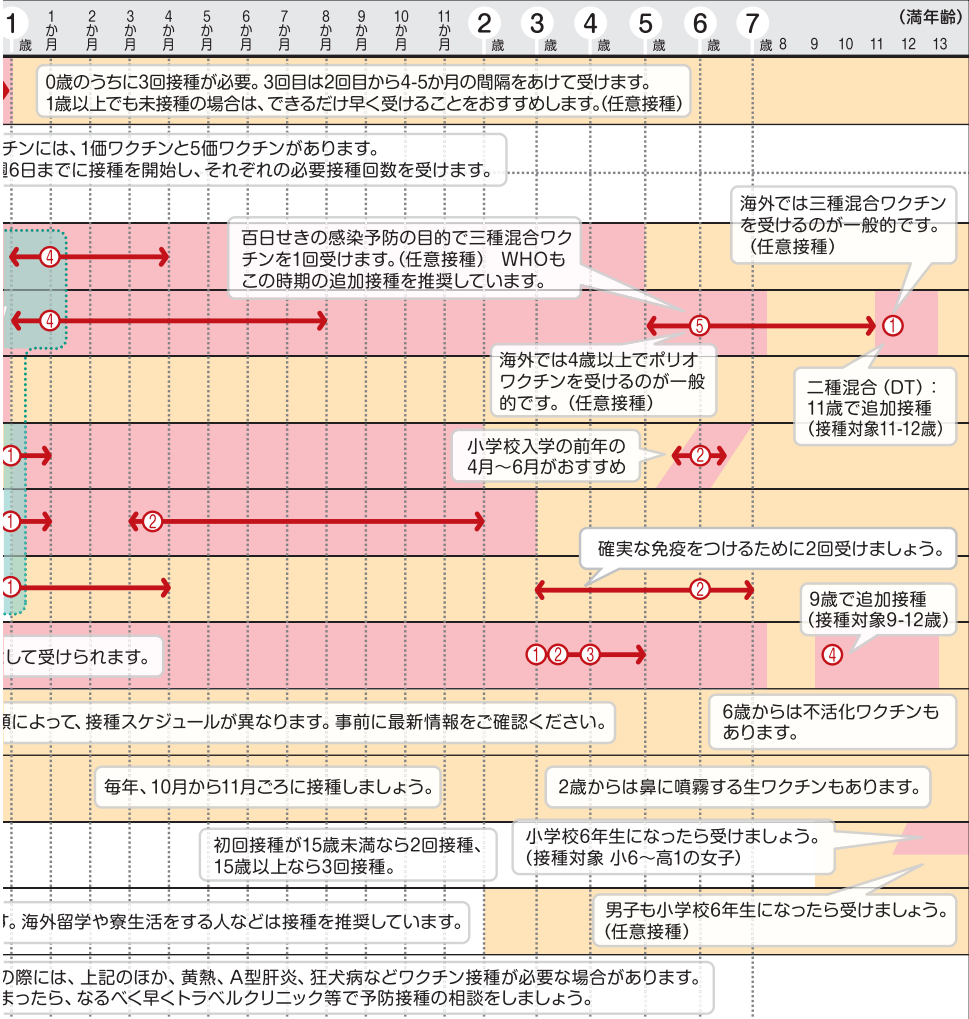 1歳 1か月 2か月 3か月 4か月 5か月 6か月 7か月 8か月 9か月 10か月 11か月 2歳 3歳 4歳 5歳 6歳 7歳 8 9 10 11 12 13 (満年齢)
0歳のうちに3回接種が必要。3回目は2回目から4-5か月の間隔をあけて受けます。
1歳以上でも未接種の場合は、できるだけ早く受けることをおすすめします。(任意接種)
チンには、1価ワクチンと5価ワクチンがあります。
6日までに接種を開始し、それぞれの必要接種回数を受けます。
海外では三種混合ワクチン
を受けるのが一般的です。
(任意接種)
百日せきの感染予防の目的で三種混合ワク
チンを1回受けます。(任意接種) WHOも
この時期の追加接種を推奨しています。
④
④
⑤
①
海外では4歳以上でポリオ
ワクチンを受けるのが一般
的です。(任意接種)
二種混合(DT):
11歳で追加接種
(接種対象11-12歳)
小学校入学の前年の
4月〜6月がおすすめ
①
②
①
②
確実な免疫をつけるために2回受けましょう。
①
②
9歳で追加接種
(接種対象9-12歳)
して受けられます。
①②③
④
によって、接種スケジュールが異なります。事前に最新情報をご確認ください。
6歳からは不活化ワクチンも
あります。
毎年、10月から11月ごろに接種しましょう。
2歳からは鼻に噴霧する生ワクチンもあります。
初回接種が15歳未満なら2回接種、
15歳以上なら3回接種。
小学校6年生になったら受けましょう。
(接種対象 小6〜高1の女子)
す。海外留学や寮生活をする人などは接種を推奨しています。
男子も小学校6年生になったら受けましょう。
(任意接種)
の際には、上記のほか、黄熱、A型肝炎、狂犬病などワクチン接種が必要な場合があります。
まったら、なるべく早くトラベルクリニック等で予防接種の相談をしましょう。